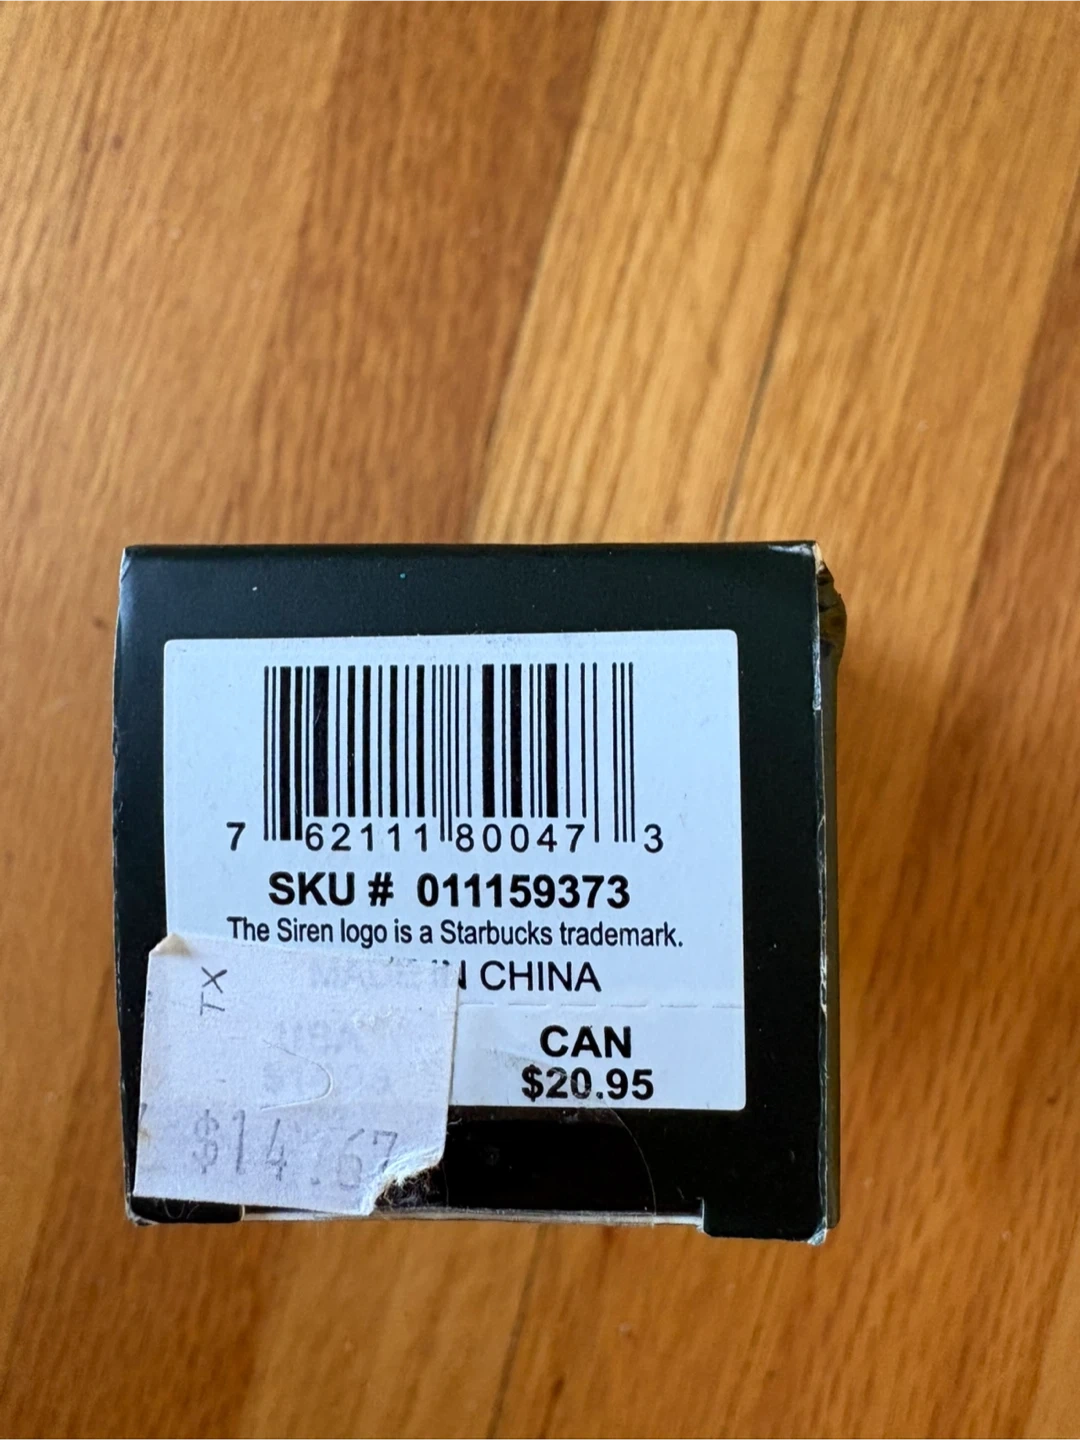 7 62111 80047 3
SKU # 011159373
The Siren logo is a Starbucks trademark.
IN CHINA
TX
CAN
$20.95
$14.67